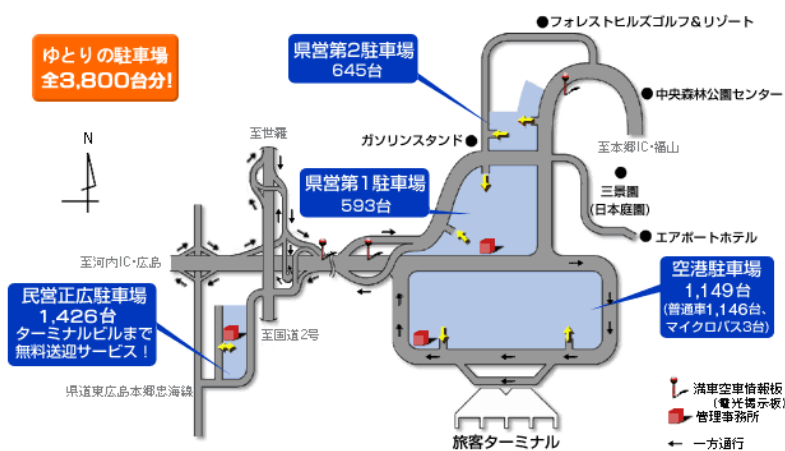 ゆとりの駐車場
全3,800台分!
県営第2駐車場
645台
フォレストヒルズゴルフ&リゾート
中央森林公園センター
ガソリンスタンド
至本郷IC・福山
N
至世羅
県営第1駐車場
593台
三景園
(日本庭園)
エアポートホテル
至河内IC・広島
民営正広駐車場
1,426台
ターミナルビルまで
無料送迎サービス!
空港駐車場
1,149台
(普通車1,146台、
マイクロバス3台)
至国道2号
県道東広島本郷忠海線
満車空車情報板
(電光掲示板)
管理事務所
一方通行
旅客ターミナル